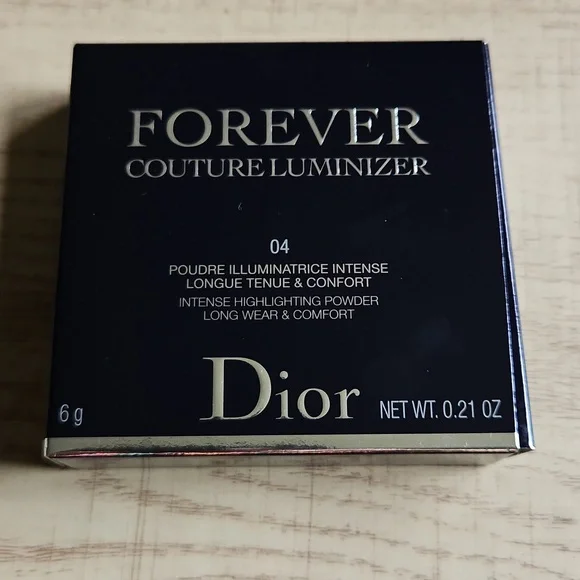 FOREVER
COUTURE LUMINIZER
04
POUDRE ILLUMINATRICE INTENSE
LONGUE TENUE & CONFORT
INTENSE HIGHLIGHTING POWDER
LONG WEAR & COMFORT
6 g
Dior
NET WT. 0.21 OZ